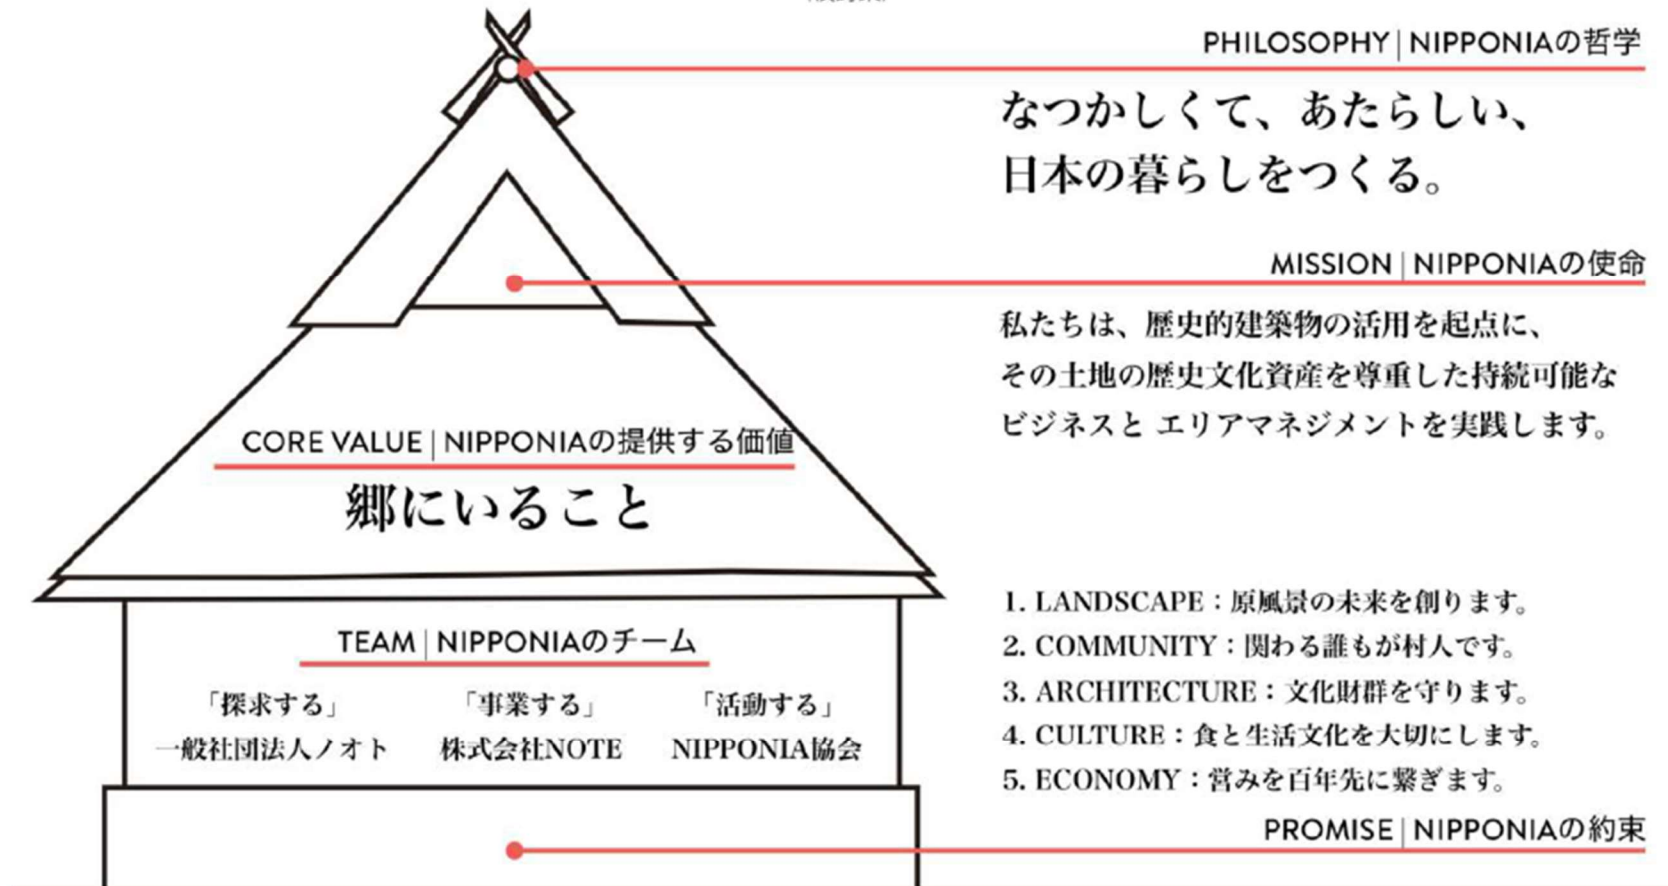 PHILOSOPHY|NIPPONIAの哲学
なつかしくて、あたらしい、
日本の暮らしをつくる。
MISSION|NIPPONIAの使命
私たちは、歴史的建築物の活用を起点に、
その土地の歴史文化資産を尊重した持続可能な
ビジネスと エリアマネジメントを実践します。
CORE VALUE|NIPPONIAの提供する価値
郷にいること
TEAM|NIPPONIAのチーム
「探求する」 「事業する」 「活動する」
一般社団法人ノオト 株式会社NOTE NIPPONIA協会
1. LANDSCAPE：原風景の未来を創ります。
2. COMMUNITY：関わる誰もが村人です。
3. ARCHITECTURE：文化財群を守ります。
4. CULTURE：食と生活文化を大切にします。
5. ECONOMY：営みを百年先に繋ぎます。
PROMISE|NIPPONIAの約束